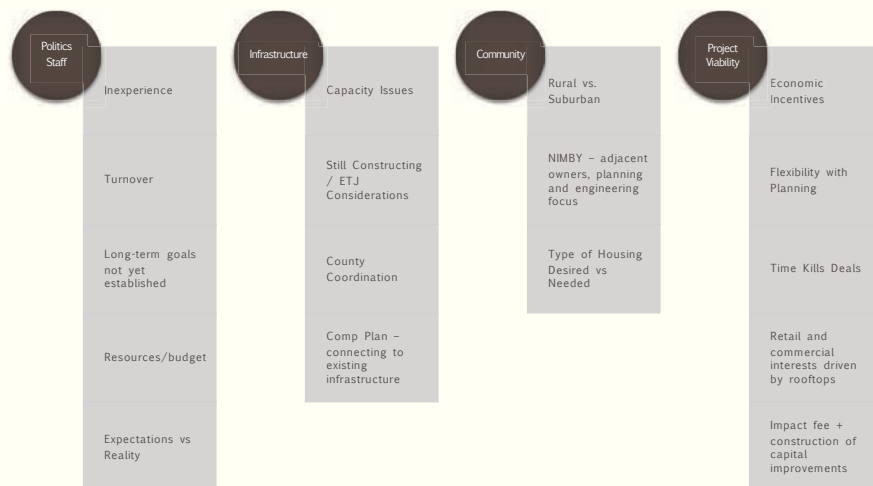 Politics
Staff
Inexperience
Turnover
Long-term goals
not yet
established
Resources/budget
Expectations vs
Reality
Infrastructure
Capacity Issues
Still Constructing
/ ETJ
Considerations
County
Coordination
Comp Plan –
connecting to
existing
infrastructure
Community
Rural vs.
Suburban
NIMBY – adjacent
owners, planning
and engineering
focus
Type of Housing
Desired vs
Needed
Project
Viability
Economic
Incentives
Flexibility with
Planning
Time Kills Deals
Retail and
commercial
interests driven
by rooftops
Impact fee +
construction of
capital
improvements